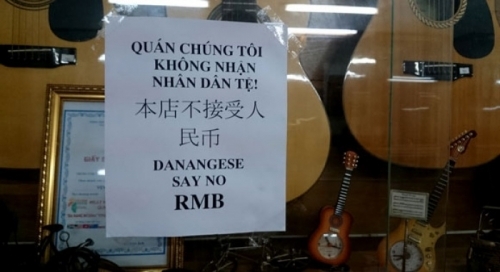 QUÁN CHÚNG TÔI
KHÔNG NHẬN
NHÂN DÂN TỆ!
本店不接受人
民币
DANANGESE
SAY NO
RMB
GIẤY